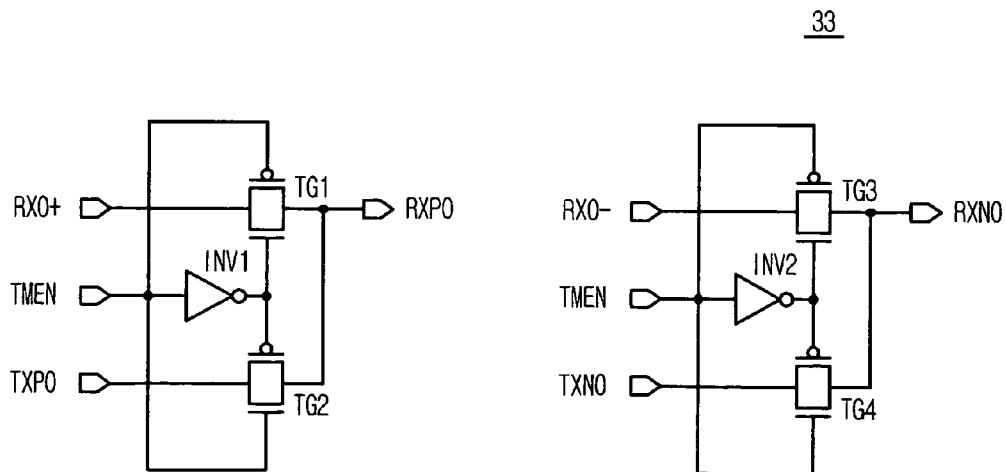 33
RX0+
TG1
RXP0
INV1
TMEN
TXP0
TG2
RX0-
TG3
RXN0
INV2
TMEN
TXN0
TG4